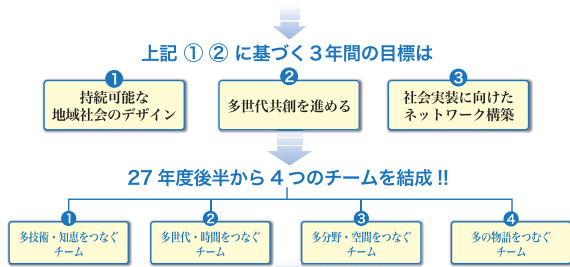 上記 ① ② に基づく３年間の目標は
1
持続可能な
地域社会のデザイン
2
多世代共創を進める
3
社会実装に向けた
ネットワーク構築
27 年度後半から 4 つのチームを結成 !!
1
多技術・知恵をつなぐ
チーム
2
多世代・時間をつなぐ
チーム
3
多分野・空間をつなぐ
チーム
4
多の物語をつむぐ
チーム